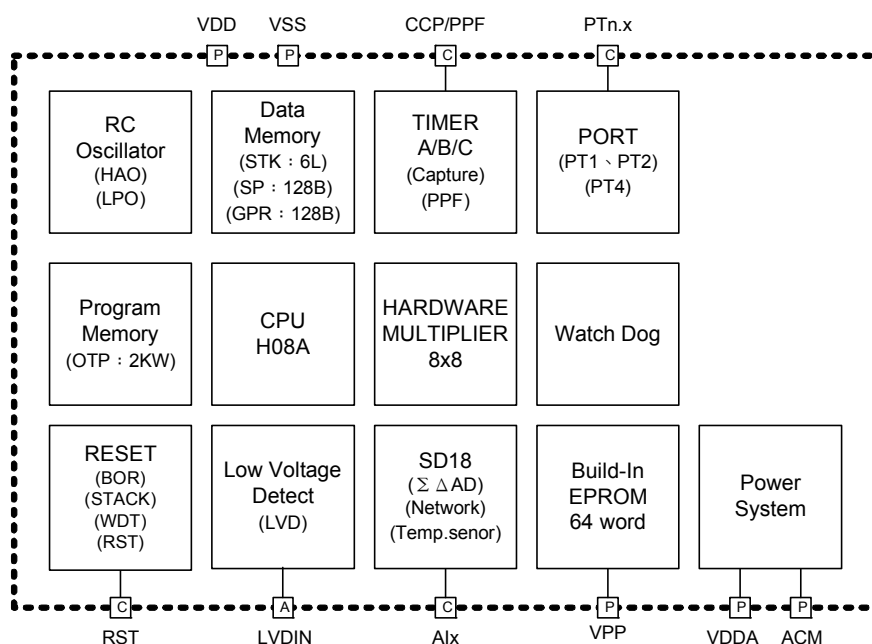 VDD VSS CCP/PPF PTn.x
P P C C
RC
Oscillator
(HAO)
(LPO)
Data
Memory
(STK：6L)
(SP：128B)
(GPR：128B)
TIMER
A/B/C
(Capture)
(PPF)
PORT
(PT1、PT2)
(PT4)
Program
Memory
(OTP：2KW)
CPU
H08A
HARDWARE
MULTIPLIER
8x8
Watch Dog
RESET
(BOR)
(STACK)
(WDT)
(RST)
Low Voltage
Detect
(LVD)
SD18
(Σ Δ AD)
(Network)
(Temp.senor)
Build-In
EPROM
64 word
Power
System
C A C P P P
RST LVDIN AIx VPP VDDA ACM